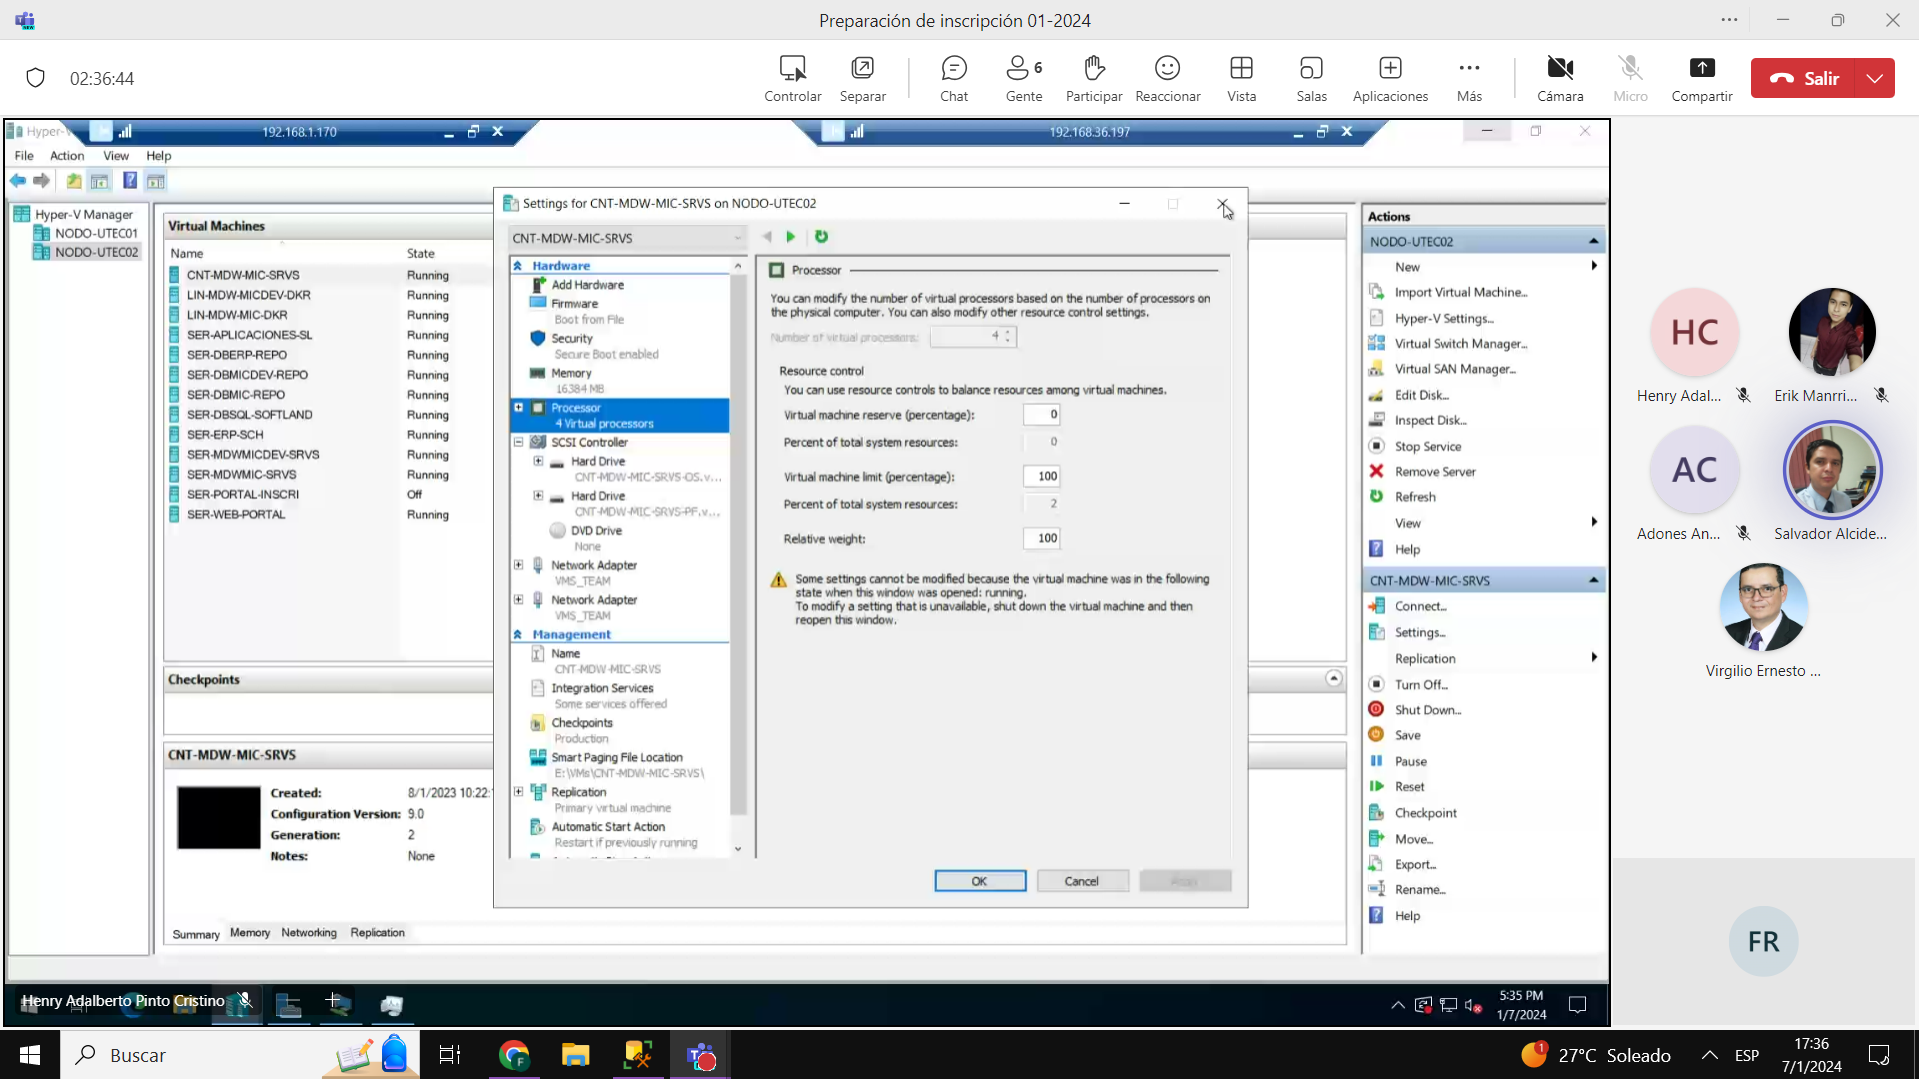 Preparación de inscripción 01-2024
02:36:44
Controlar
Separar
Chat
6
Gente
Participar
Reaccionar
Vista
Salas
Aplicaciones
Más
Cámara
Micro
Compartir
Salir
Hyper-V
192.168.1.170
192.168.36.197
File Action View Help
Hyper-V Manager
NODO-UTEC01
NODO-UTEC02
Virtual Machines
Name State
CNT-MDW-MIC-SRVS Running
LIN-MDW-MICDEV-DKR Running
LIN-MDW-MIC-DKR Running
SER-APLICACIONES-SL Running
SER-DBERP-REPO Running
SER-DBMICDEV-REPO Running
SER-DBMIC-REPO Running
SER-DBSQL-SOFTLAND Running
SER-ERP-SCH Running
SER-MDWMICDEV-SRVS Running
SER-MDWMIC-SRVS Running
SER-PORTAL-INSCRI Off
SER-WEB-PORTAL Running
Checkpoints
CNT-MDW-MIC-SRVS
Created: 8/1/2023 10:22:
Configuration Version: 9.0
Generation: 2
Notes: None
Summary Memory Networking Replication
Settings for CNT-MDW-MIC-SRVS on NODO-UTEC02
CNT-MDW-MIC-SRVS
Hardware
Add Hardware
Firmware
Boot from File
Security
Secure Boot enabled
Memory
16384 MB
Processor
4 Virtual processors
SCSI Controller
Hard Drive
CNT-MDW-MIC-SRVS-OS.v...
Hard Drive
CNT-MDW-MIC-SRVS-PF.v...
DVD Drive
None
Network Adapter
VMS_TEAM
Network Adapter
VMS_TEAM
Management
Name
CNT-MDW-MIC-SRVS
Integration Services
Some services offered
Checkpoints
Production
Smart Paging File Location
E:\VMs\CNT-MDW-MIC-SRVS\
Replication
Primary virtual machine
Automatic Start Action
Restart if previously running
Processor
You can modify the number of virtual processors based on the number of processors on
the physical computer. You can also modify other resource control settings.
Number of virtual processors: 4
Resource control
You can use resource controls to balance resources among virtual machines.
Virtual machine reserve (percentage): 0
Percent of total system resources: 0
Virtual machine limit (percentage): 100
Percent of total system resources: 2
Relative weight: 100
Some settings cannot be modified because the virtual machine was in the following
state when this window was opened: running.
To modify a setting that is unavailable, shut down the virtual machine and then
reopen this window.
OK
Cancel
Apply
Actions
NODO-UTEC02
New
Import Virtual Machine...
Hyper-V Settings...
Virtual Switch Manager...
Virtual SAN Manager...
Edit Disk...
Inspect Disk...
Stop Service
Remove Server
Refresh
View
Help
CNT-MDW-MIC-SRVS
Connect...
Settings...
Replication
Turn Off...
Shut Down...
Save
Pause
Reset
Checkpoint
Move...
Export...
Rename...
Help
HC
Henry Adal...
Erik Manrri...
AC
Adones An...
Salvador Alcide...
Virgilio Ernesto ...
FR
Henry Adalberto Pinto Cristino
5:35 PM
1/7/2024
Buscar
1
27°C Soleado
ESP
17:36
7/1/2024